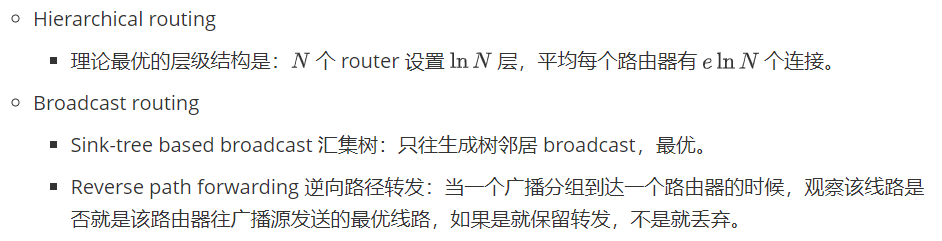 Hierarchical routing
理论最优的层级结构是：N 个 router 设置 ln N 层，平均每个路由器有 e ln N 个连接。
Broadcast routing
Sink-tree based broadcast 汇集树：只往生成树邻居 broadcast，最优。
Reverse path forwarding 逆向路径转发：当一个广播分组到达一个路由器的时候，观察该线路是
否就是该路由器往广播源发送的最优线路，如果是就保留转发，不是就丢弃。